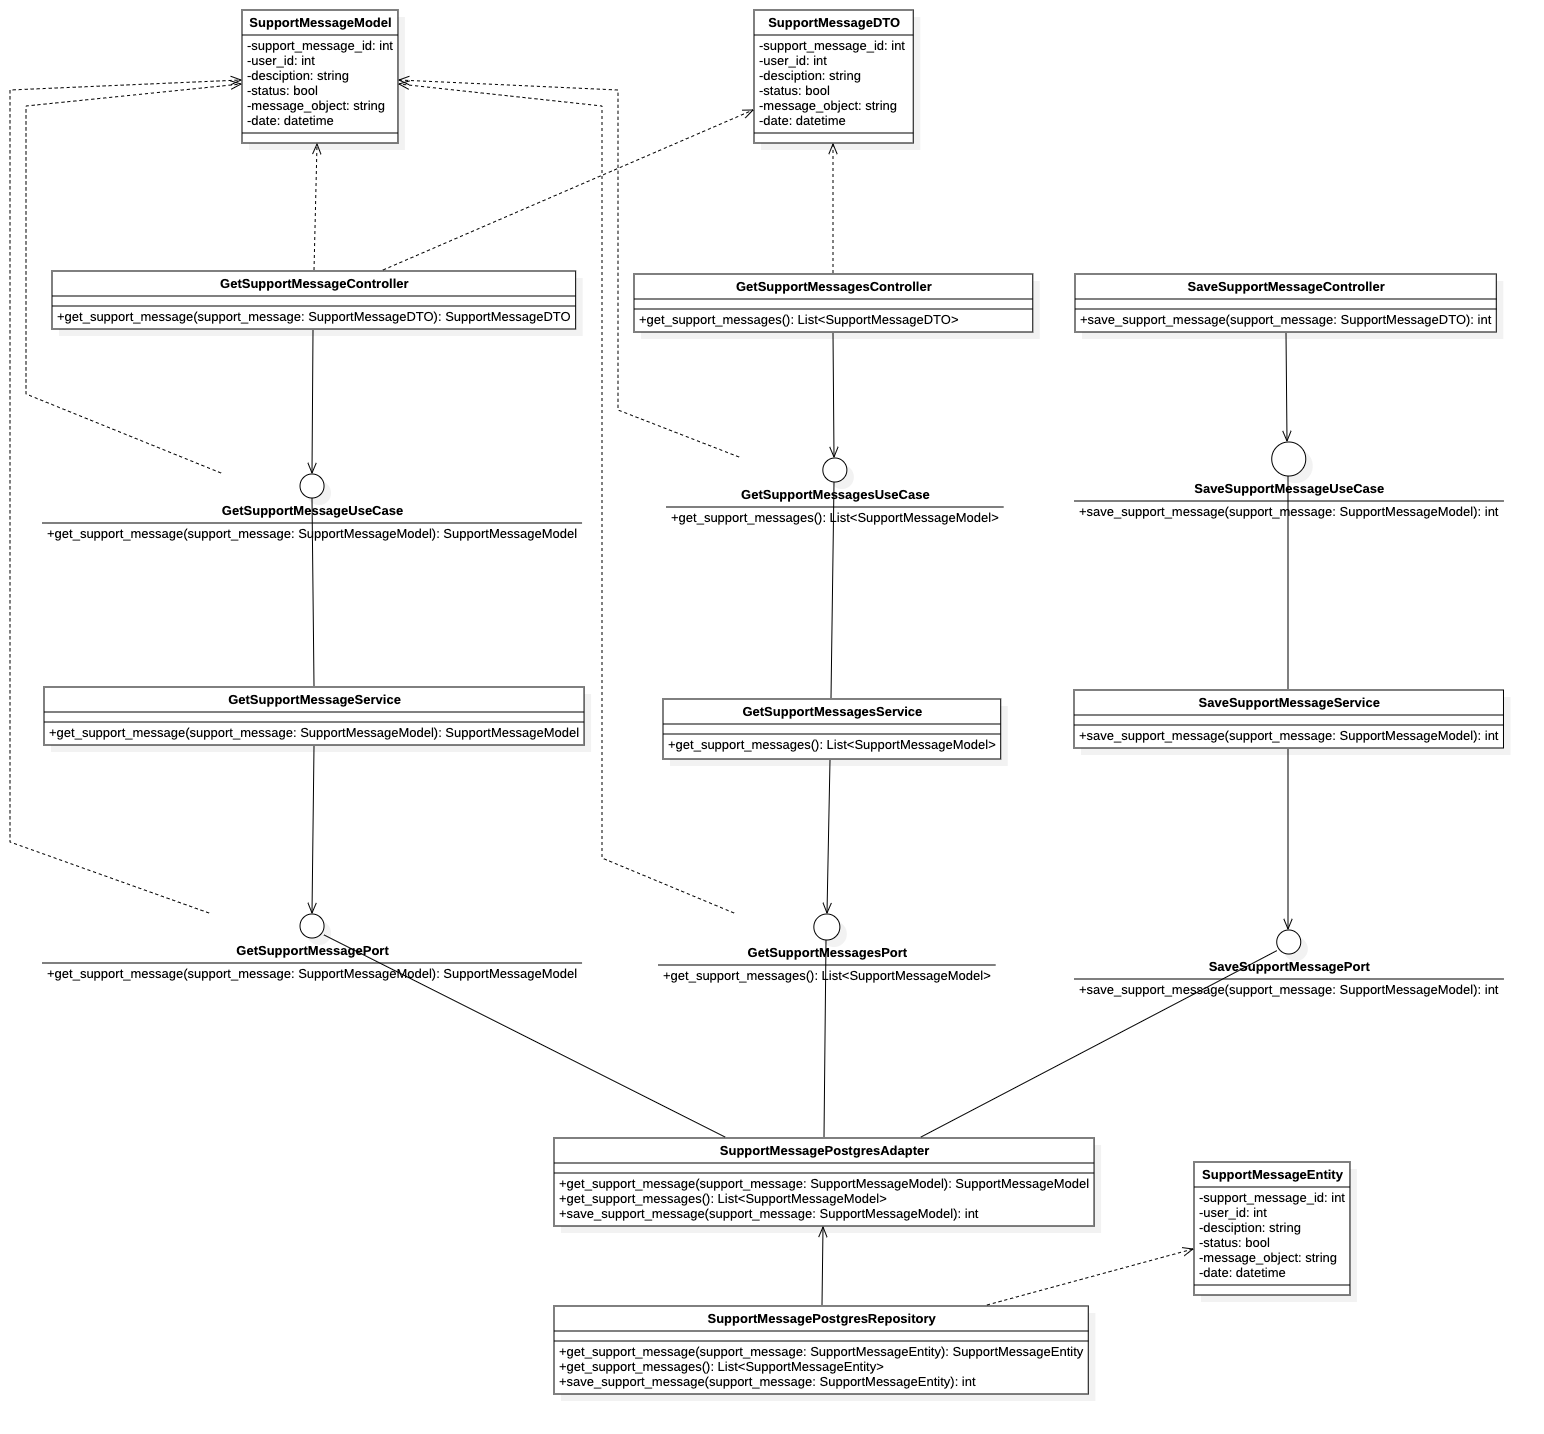 SupportMessageModel
-support_message_id: int
-user_id: int
-desciption: string
-status: bool
-message_object: string
-date: datetime
SupportMessageDTO
-support_message_id: int
-user_id: int
-desciption: string
-status: bool
-message_object: string
-date: datetime
GetSupportMessageController
+get_support_message(support_message: SupportMessageDTO): SupportMessageDTO
GetSupportMessagesController
+get_support_messages(): List<SupportMessageDTO>
SaveSupportMessageController
+save_support_message(support_message: SupportMessageDTO): int
GetSupportMessageUseCase
+get_support_message(support_message: SupportMessageModel): SupportMessageModel
GetSupportMessagesUseCase
+get_support_messages(): List<SupportMessageModel>
SaveSupportMessageUseCase
+save_support_message(support_message: SupportMessageModel): int
GetSupportMessageService
+get_support_message(support_message: SupportMessageModel): SupportMessageModel
GetSupportMessagesService
+get_support_messages(): List<SupportMessageModel>
SaveSupportMessageService
+save_support_message(support_message: SupportMessageModel): int
GetSupportMessagePort
+get_support_message(support_message: SupportMessageModel): SupportMessageModel
GetSupportMessagesPort
+get_support_messages(): List<SupportMessageModel>
SaveSupportMessagePort
+save_support_message(support_message: SupportMessageModel): int
SupportMessagePostgresAdapter
+get_support_message(support_message: SupportMessageModel): SupportMessageModel
+get_support_messages(): List<SupportMessageModel>
+save_support_message(support_message: SupportMessageModel): int
SupportMessageEntity
-support_message_id: int
-user_id: int
-desciption: string
-status: bool
-message_object: string
-date: datetime
SupportMessagePostgresRepository
+get_support_message(support_message: SupportMessageEntity): SupportMessageEntity
+get_support_messages(): List<SupportMessageEntity>
+save_support_message(support_message: SupportMessageEntity): int